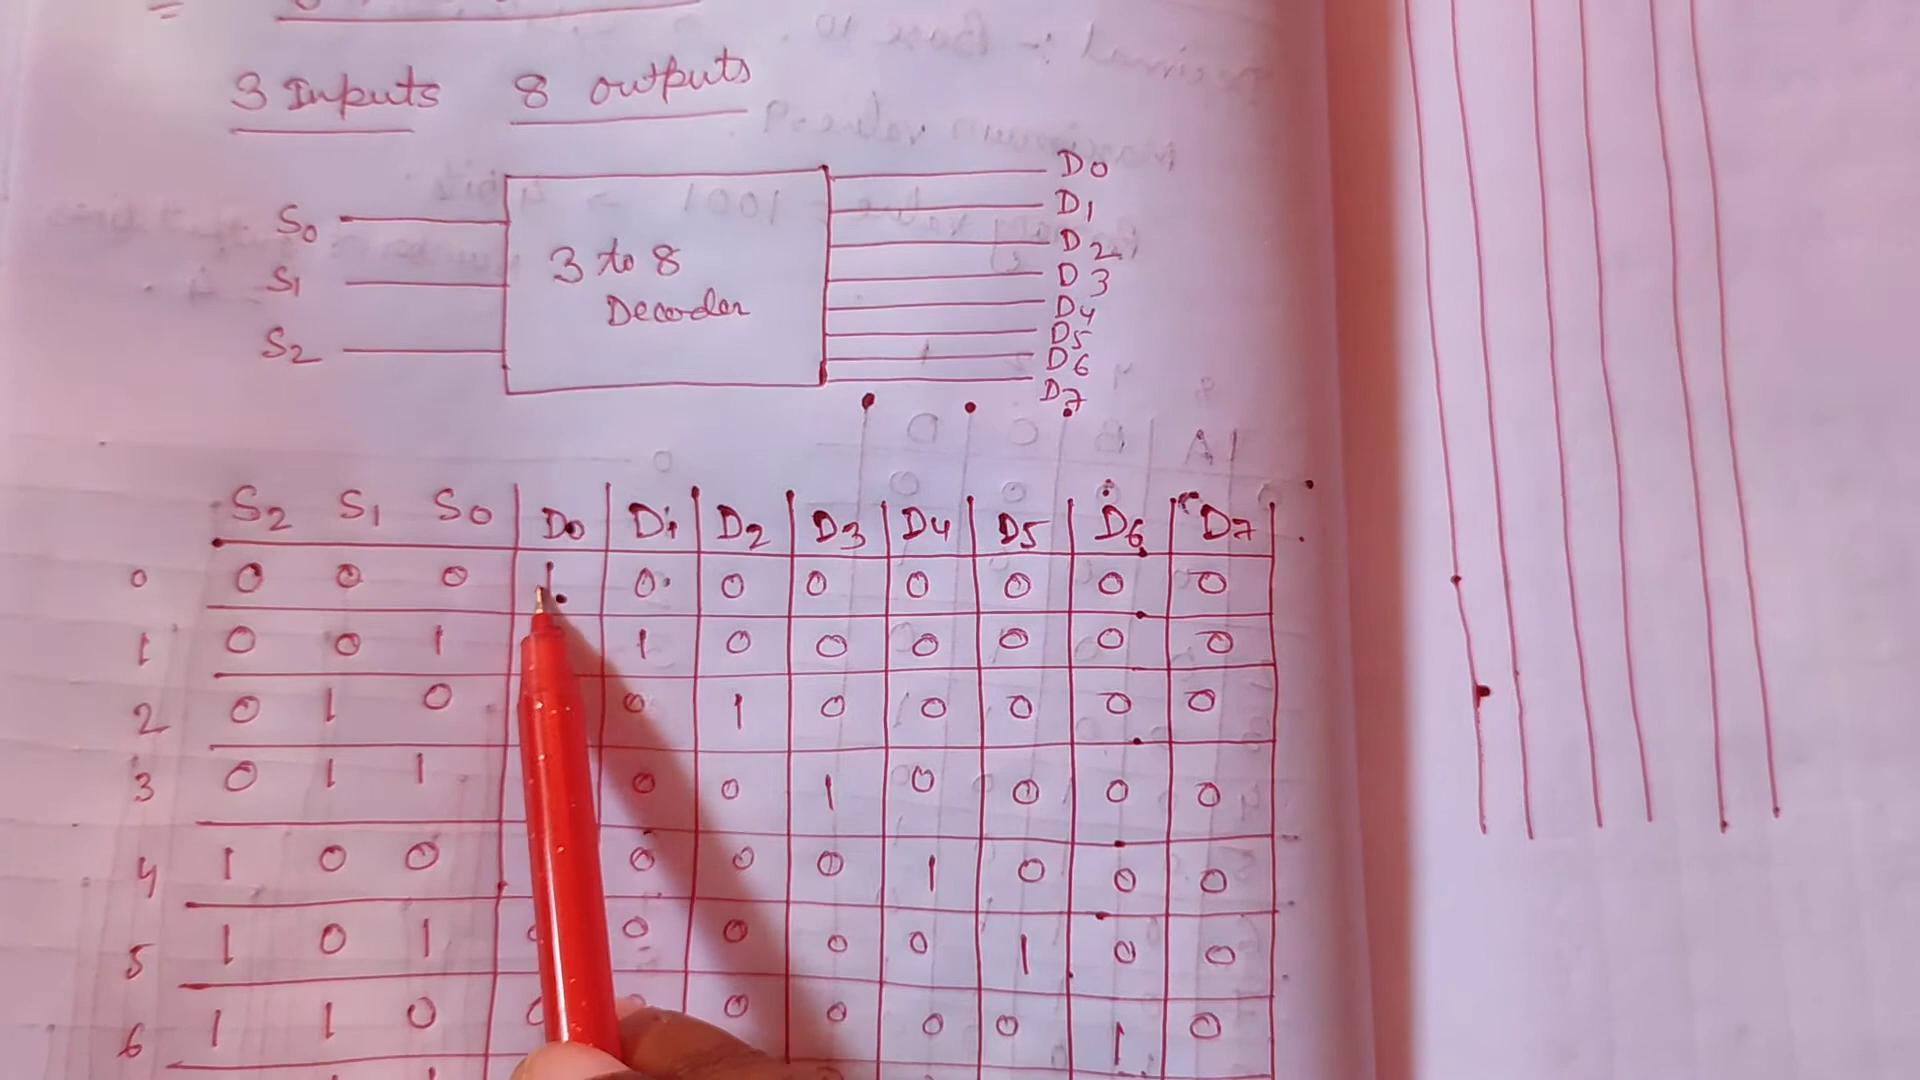 3 Inputs 8 outputs
S0
S1
S2
3 to 8
Decoder
D0
D1
D2
D3
D4
D5
D6
D7
S2 S1 S0 D0 D1 D2 D3 D4 D5 D6 D7
0 0 0 0 1 0 0 0 0 0 0 0
1 0 0 1 1 0 0 0 0 0 0
2 0 1 0 0 1 0 0 0 0 0
3 0 1 1 0 0 1 0 0 0 0
4 1 0 0 0 0 0 1 0 0 0
5 1 0 1 0 0 0 0 0 1 0 0
6 1 1 0 0 0 0 0 0 1 0